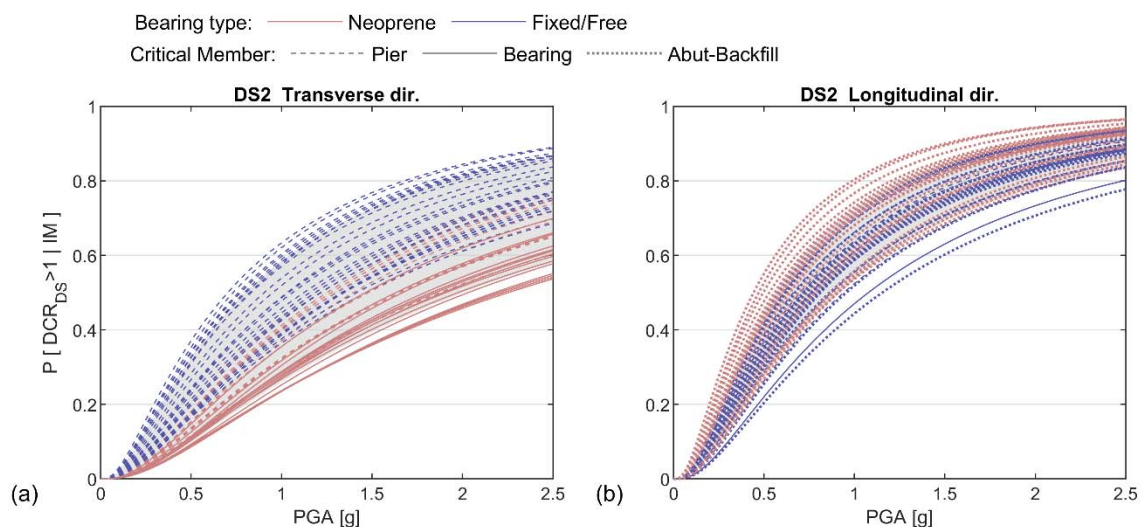 Bearing type: Neoprene Fixed/Free
Critical Member: Pier Bearing Abut-Backfill
DS2 Transverse dir.
P [ DCR_DS >1 | IM ]
1
0.8
0.6
0.4
0.2
0
0 0.5 1 1.5 2 2.5
PGA [g]
(a)
DS2 Longitudinal dir.
1
0.8
0.6
0.4
0.2
0
0 0.5 1 1.5 2 2.5
PGA [g]
(b)